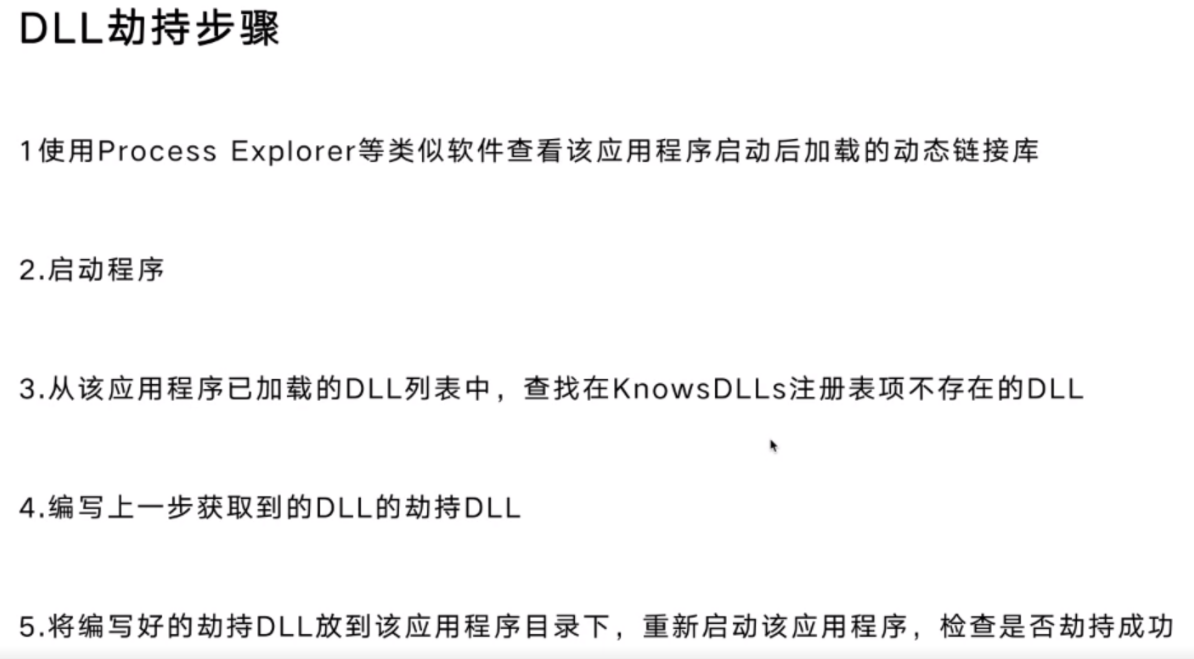 DLL劫持步骤
1使用Process Explorer等类似软件查看该应用程序启动后加载的动态链接库
2.启动程序
3.从该应用程序已加载的DLL列表中，查找在KnowsDLLs注册表项不存在的DLL
4.编写上一步获取到的DLL的劫持DLL
5.将编写好的劫持DLL放到该应用程序目录下，重新启动该应用程序，检查是否劫持成功